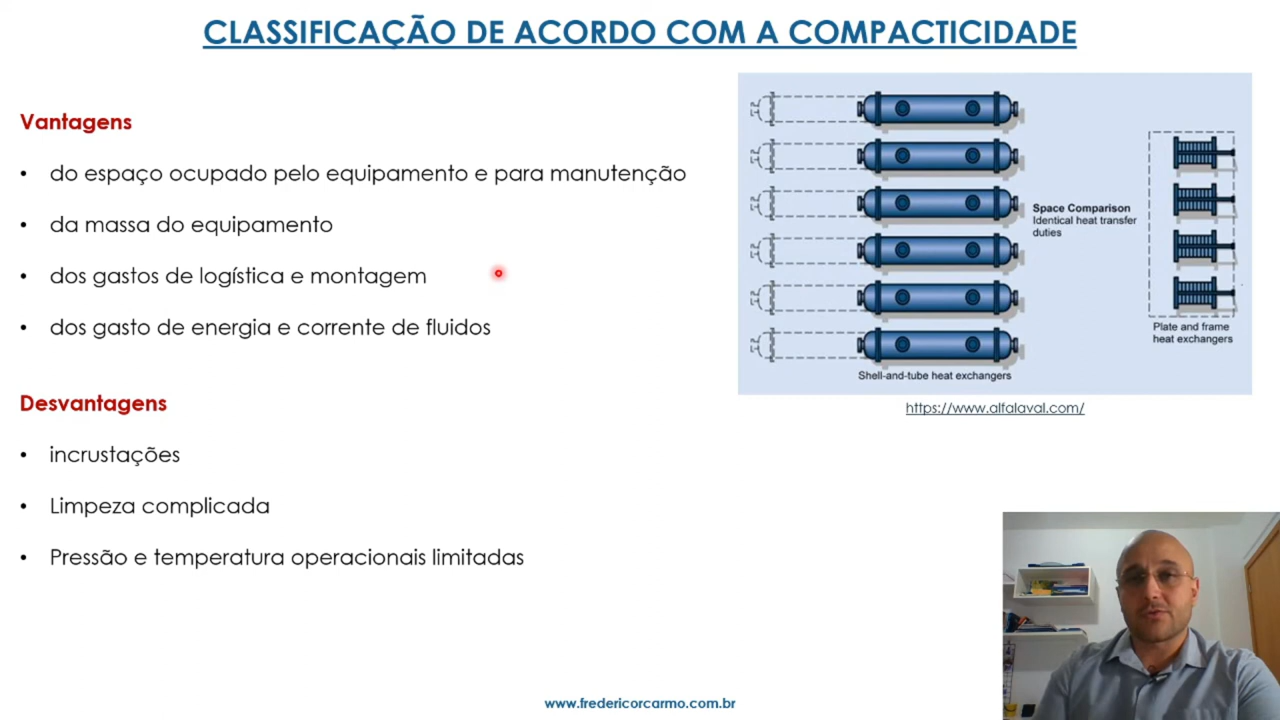 CLASSIFICAÇÃO DE ACORDO COM A COMPACTICIDADE
Vantagens
• do espaço ocupado pelo equipamento e para manutenção
• da massa do equipamento
• dos gastos de logística e montagem
• dos gasto de energia e corrente de fluidos
Desvantagens
• incrustações
• Limpeza complicada
• Pressão e temperatura operacionais limitadas
Space Comparison
Identical heat transfer
duties
Plate and frame
heat exchangers
Shell-and-tube heat exchangers
https://www.alfalaval.com/
www.fredericorcarmo.com.br